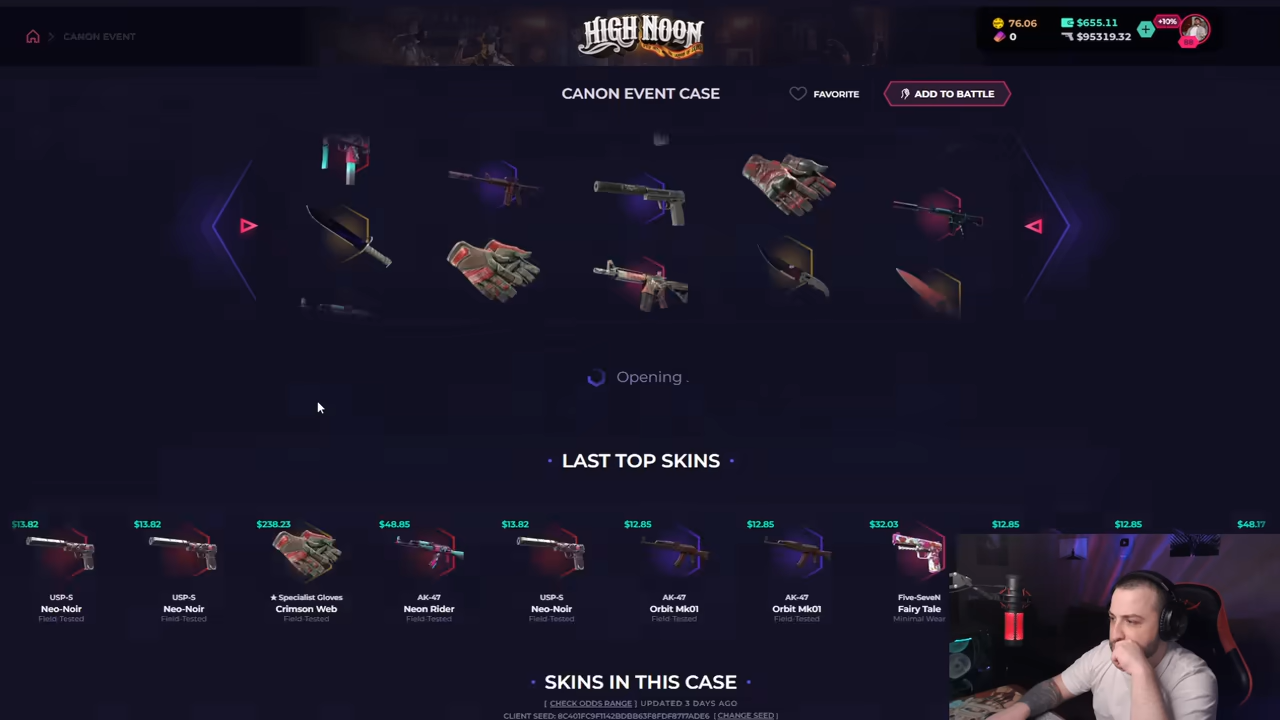 CANON EVENT
HIGH NOON
76.06
0
$655.11
$95319.32
+10%
CANON EVENT CASE
FAVORITE
ADD TO BATTLE
Opening .
LAST TOP SKINS
$13.82
$13.82
$238.23
$48.85
$13.82
$12.85
$12.85
$32.03
$12.85
$12.85
$48.17
USP-S
Neo-Noir
Field-Tested
USP-S
Neo-Noir
Field-Tested
★ Specialist Gloves
Crimson Web
Field-Tested
AK-47
Neon Rider
Field-Tested
USP-S
Neo-Noir
Field-Tested
AK-47
Orbit Mk01
Field-Tested
AK-47
Orbit Mk01
Field-Tested
Five-SeveN
Fairy Tale
Minimal Wear
SKINS IN THIS CASE
[ CHECK ODDS RANGE ] UPDATED 3 DAYS AGO
CLIENT SEED: [ CHANGE SEED ]